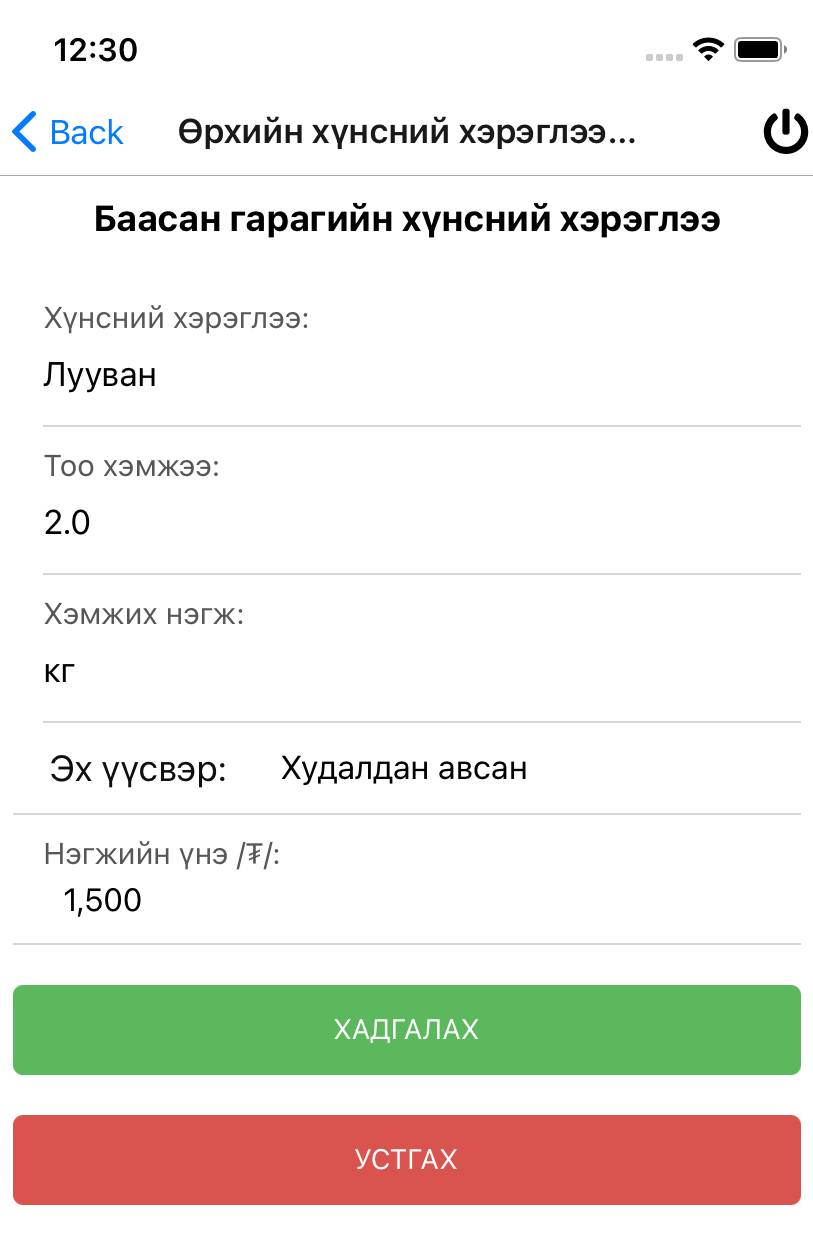 12:30
Back Өрхийн хүнсний хэрэглээ...
Баасан гарагийн хүнсний хэрэглээ
Хүнсний хэрэглээ:
Лууван
Тоо хэмжээ:
2.0
Хэмжих нэгж:
кг
Эх үүсвэр: Худалдан авсан
Нэгжийн үнэ /₮/:
1,500
ХАДГАЛАХ
УСТГАХ